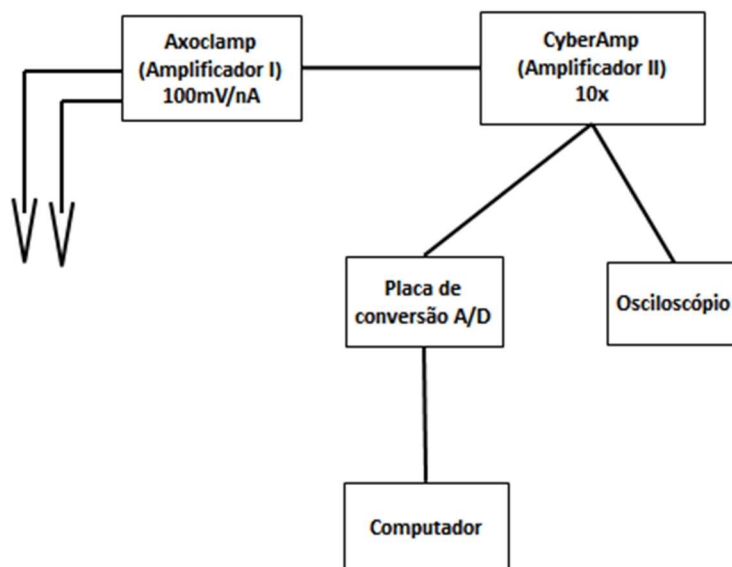 Axoclamp
(Amplificador I)
100mV/nA
CyberAmp
(Amplificador II)
10x
Placa de
conversão A/D
Osciloscópio
Computador